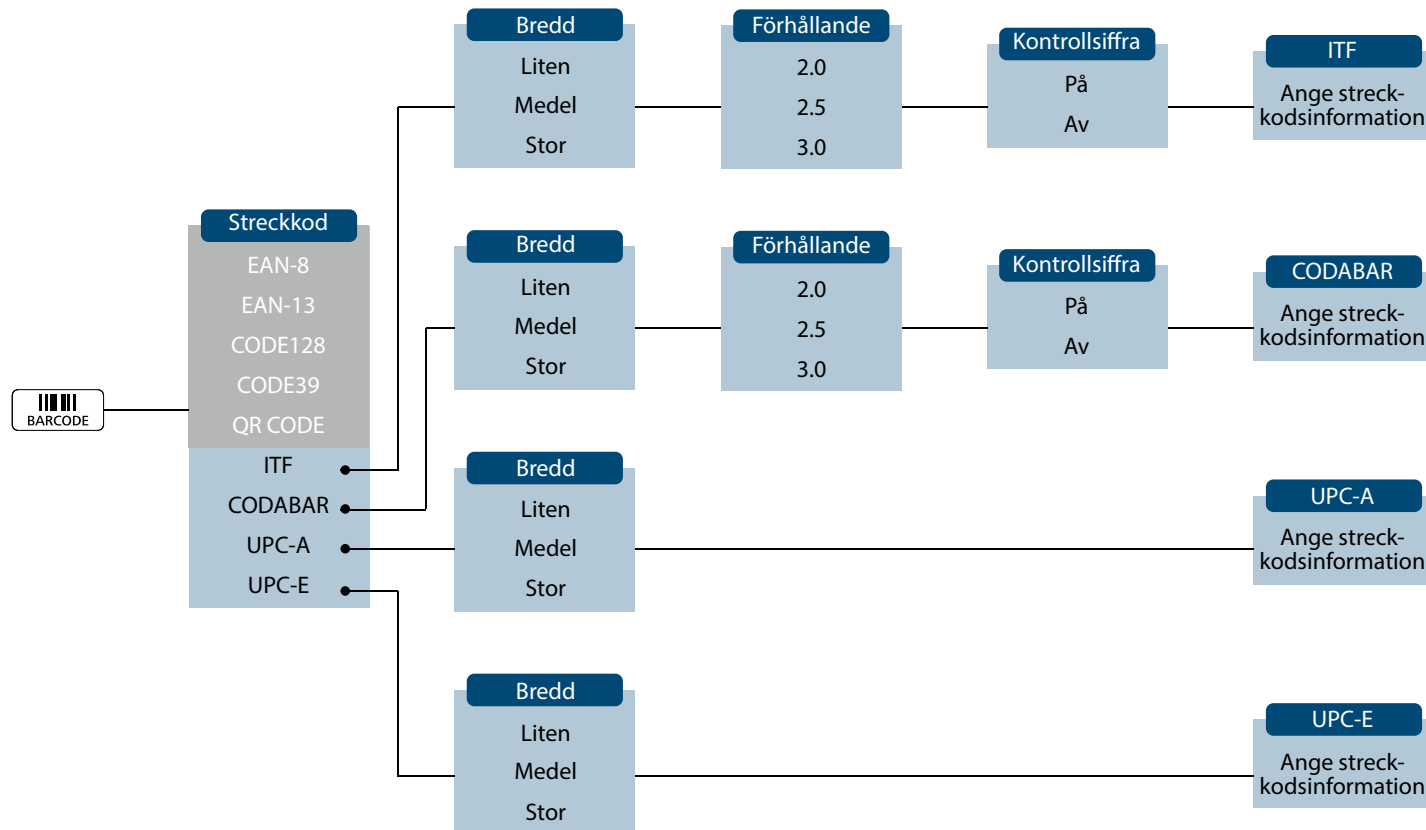 BARCODE
Streckkod
EAN-8
EAN-13
CODE128
CODE39
QR CODE
ITF
CODABAR
UPC-A
UPC-E
Bredd
Liten
Medel
Stor
Förhållande
2.0
2.5
3.0
Kontrollsiffra
På
Av
ITF
Ange streck-
kodsinformation
Bredd
Liten
Medel
Stor
Förhållande
2.0
2.5
3.0
Kontrollsiffra
På
Av
CODABAR
Ange streck-
kodsinformation
Bredd
Liten
Medel
Stor
UPC-A
Ange streck-
kodsinformation
Bredd
Liten
Medel
Stor
UPC-E
Ange streck-
kodsinformation